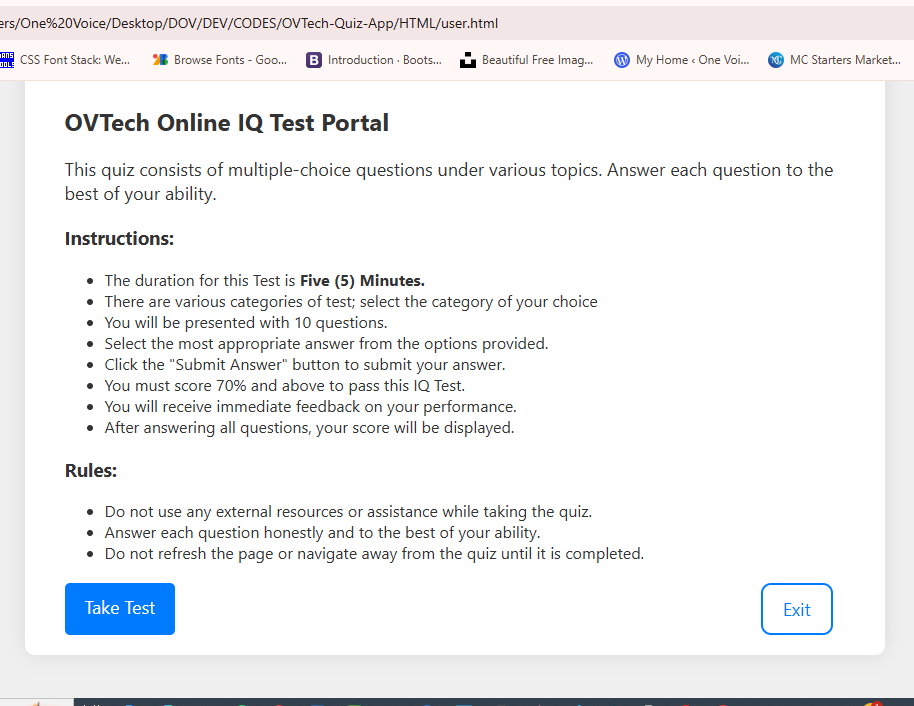 ers/One%20Voice/Desktop/DOV/DEV/CODES/OVTech-Quiz-App/HTML/user.html
CSS Font Stack: We... Browse Fonts - Goo... B Introduction · Boots... Beautiful Free Imag... My Home ‹ One Voi... MC Starters Market...
OVTech Online IQ Test Portal
This quiz consists of multiple-choice questions under various topics. Answer each question to the
best of your ability.
Instructions:
• The duration for this Test is Five (5) Minutes.
• There are various categories of test; select the category of your choice
• You will be presented with 10 questions.
• Select the most appropriate answer from the options provided.
• Click the "Submit Answer" button to submit your answer.
• You must score 70% and above to pass this IQ Test.
• You will receive immediate feedback on your performance.
• After answering all questions, your score will be displayed.
Rules:
• Do not use any external resources or assistance while taking the quiz.
• Answer each question honestly and to the best of your ability.
• Do not refresh the page or navigate away from the quiz until it is completed.
Take Test Exit